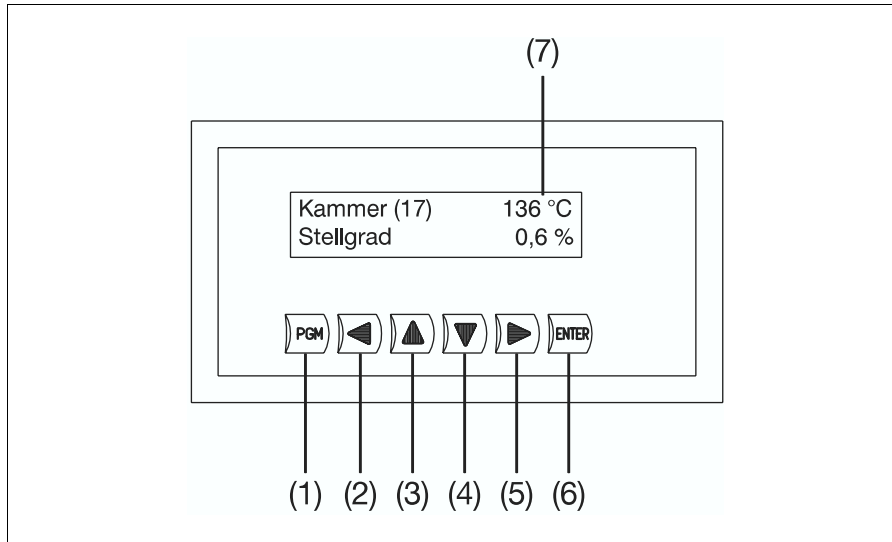 (7)
Kammer (17) 136 °C
Stellgrad 0,6 %
PGM ENTER
(1) (2) (3) (4) (5) (6)